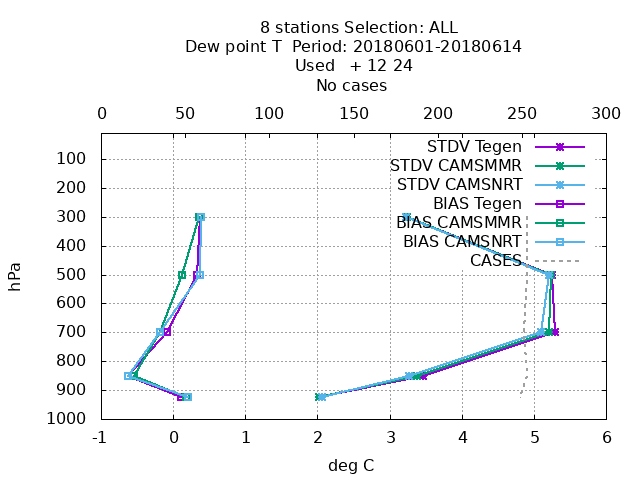 8 stations Selection: ALL
Dew point T  Period: 20180601-20180614
Used   + 12 24
No cases
0 50 100 150 200 250 300
100
200
300
400
500
600
700
800
900
1000
hPa
STDV Tegen
STDV CAMSMMR
STDV CAMSNRT
BIAS Tegen
BIAS CAMSMMR
BIAS CAMSNRT
CASES
-1 0 1 2 3 4 5 6
deg C